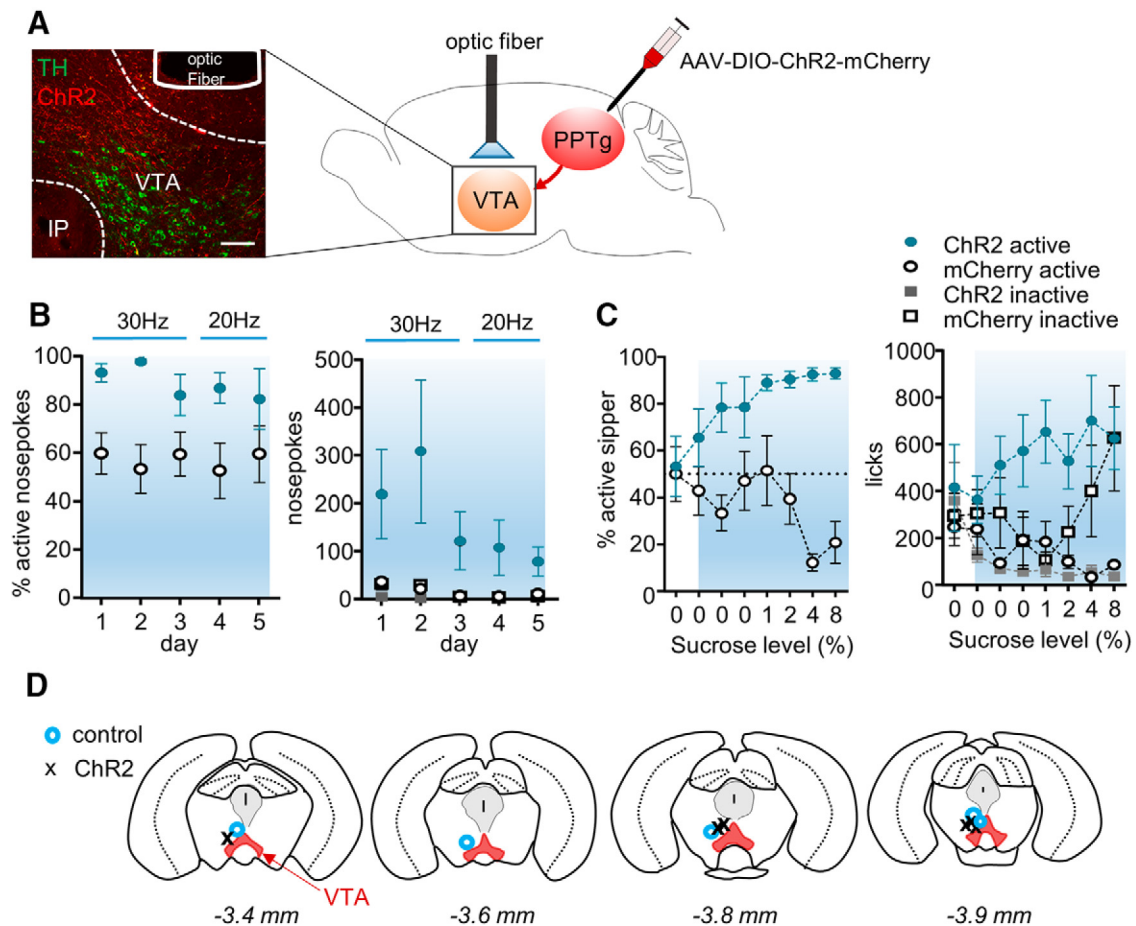 A
TH
ChR2
optic
Fiber
VTA
IP
optic fiber
AAV-DIO-ChR2-mCherry
PPTg
VTA
ChR2 active
mCherry active
ChR2 inactive
mCherry inactive
B
30Hz 20Hz
% active nosepokes
100
80
60
40
20
0
1 2 3 4 5
day
30Hz 20Hz
nosepokes
500
400
300
200
100
0
1 2 3 4 5
day
C
% active sipper
100
80
60
40
20
0
0 0 0 0 1 2 4 8
Sucrose level (%)
licks
1000
800
600
400
200
0
0 0 0 0 1 2 4 8
Sucrose level (%)
D
control
x ChR2
VTA
-3.4 mm
-3.6 mm
-3.8 mm
-3.9 mm